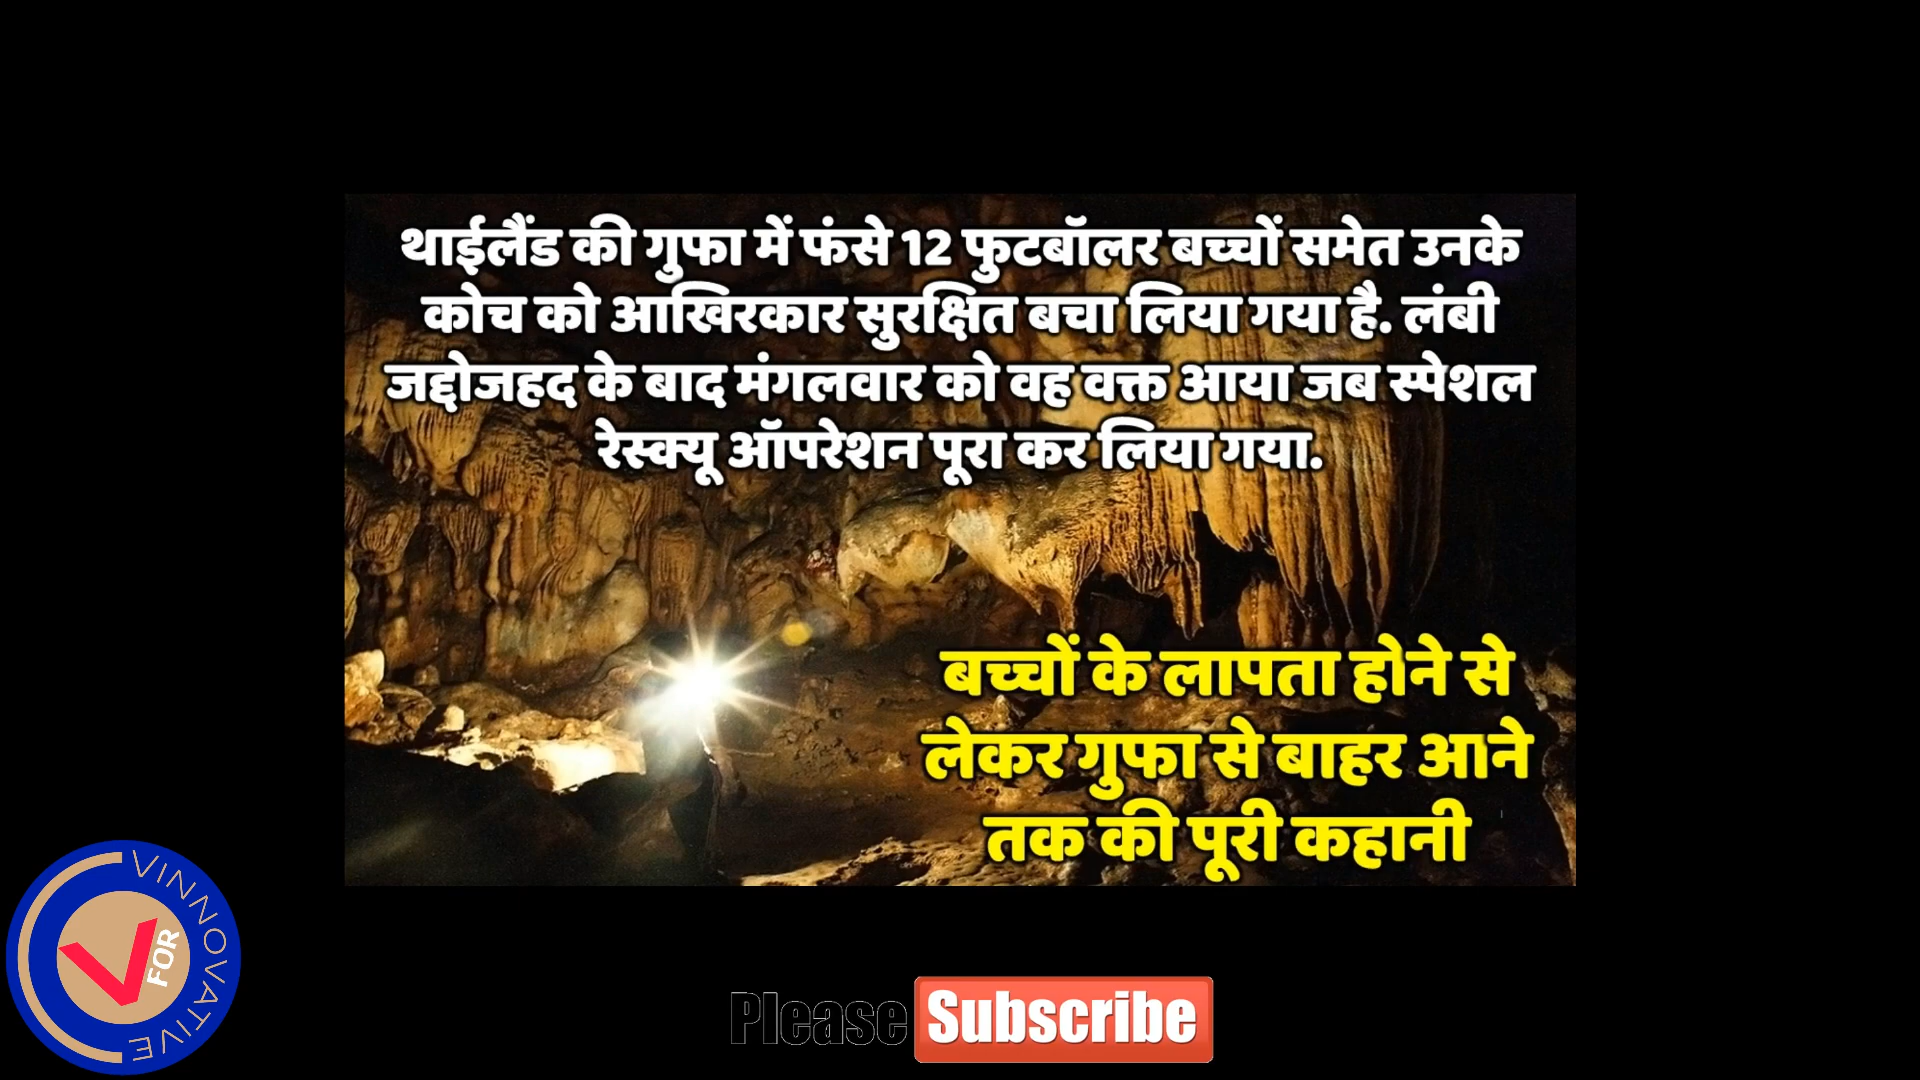 थाईलैंड की गुफा में फंसे 12 फुटबॉलर बच्चों समेत उनके
कोच को आखिरकार सुरक्षित बचा लिया गया है. लंबी
जद्दोजहद के बाद मंगलवार को वह वक्त आया जब स्पेशल
रेस्क्यू ऑपरेशन पूरा कर लिया गया.
बच्चों के लापता होने से
लेकर गुफा से बाहर आने
तक की पूरी कहानी
V FOR
VINNOVATIVE
Please Subscribe